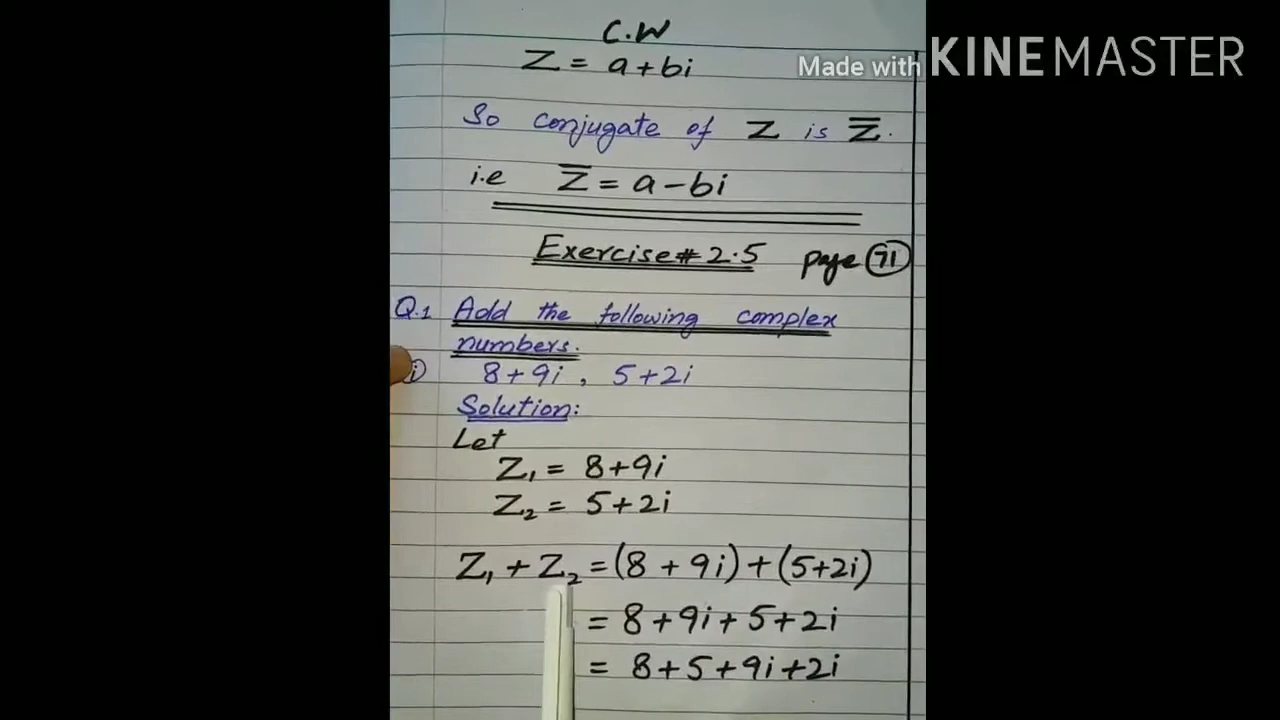 C.W
Made with KINEMASTER
Z = a+bi
So conjugate of Z is Z̅.
i.e Z̅ = a-bi
Exercise# 2.5 page 71
Q.1 Add the following complex
numbers.
i) 8+9i, 5+2i
Solution:
Let
Z₁ = 8+9i
Z₂ = 5+2i
Z₁ + Z₂ = (8 + 9i) + (5+2i)
= 8+9i+5+2i
= 8+5+9i+2i